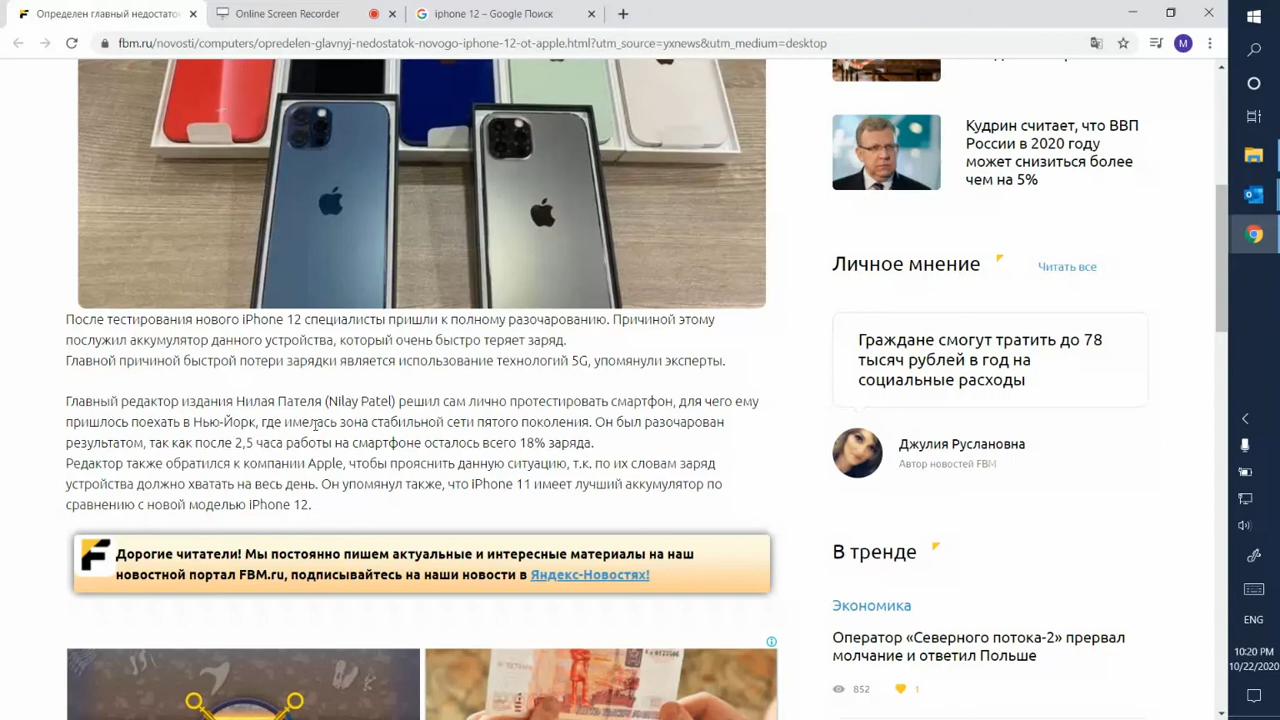 Определен главный недостаток
Online Screen Recorder
iphone 12 – Google Поиск
fbm.ru/novosti/computers/opredelen-glavnyj-nedostatok-novogo-iphone-12-ot-apple.html?utm_source=yxnews&utm_medium=desktop
M
Кудрин считает, что ВВП
России в 2020 году
может снизиться более
чем на 5%
Личное мнение
Читать все
После тестирования нового iPhone 12 специалисты пришли к полному разочарованию. Причиной этому
послужил аккумулятор данного устройства, который очень быстро теряет заряд.
Главной причиной быстрой потери зарядки является использование технологий 5G, упомянули эксперты.
Граждане смогут тратить до 78
тысяч рублей в год на
социальные расходы
Главный редактор издания Нилая Пателя (Nilay Patel) решил сам лично протестировать смартфон, для чего ему
пришлось поехать в Нью-Йорк, где имелась зона стабильной сети пятого поколения. Он был разочарован
результатом, так как после 2,5 часа работы на смартфоне осталось всего 18% заряда.
Редактор также обратился к компании Apple, чтобы прояснить данную ситуацию, т.к. по их словам заряд
устройства должно хватать на весь день. Он упомянул также, что iPhone 11 имеет лучший аккумулятор по
сравнению с новой моделью iPhone 12.
Джулия Руслановна
Автор новостей FBM
Дорогие читатели! Мы постоянно пишем актуальные и интересные материалы на наш
новостной портал FBM.ru, подписывайтесь на наши новости в Яндекс-Новостях!
В тренде
Экономика
Оператор «Северного потока-2» прервал
молчание и ответил Польше
852
1
ENG
10:20 PM
10/22/2020